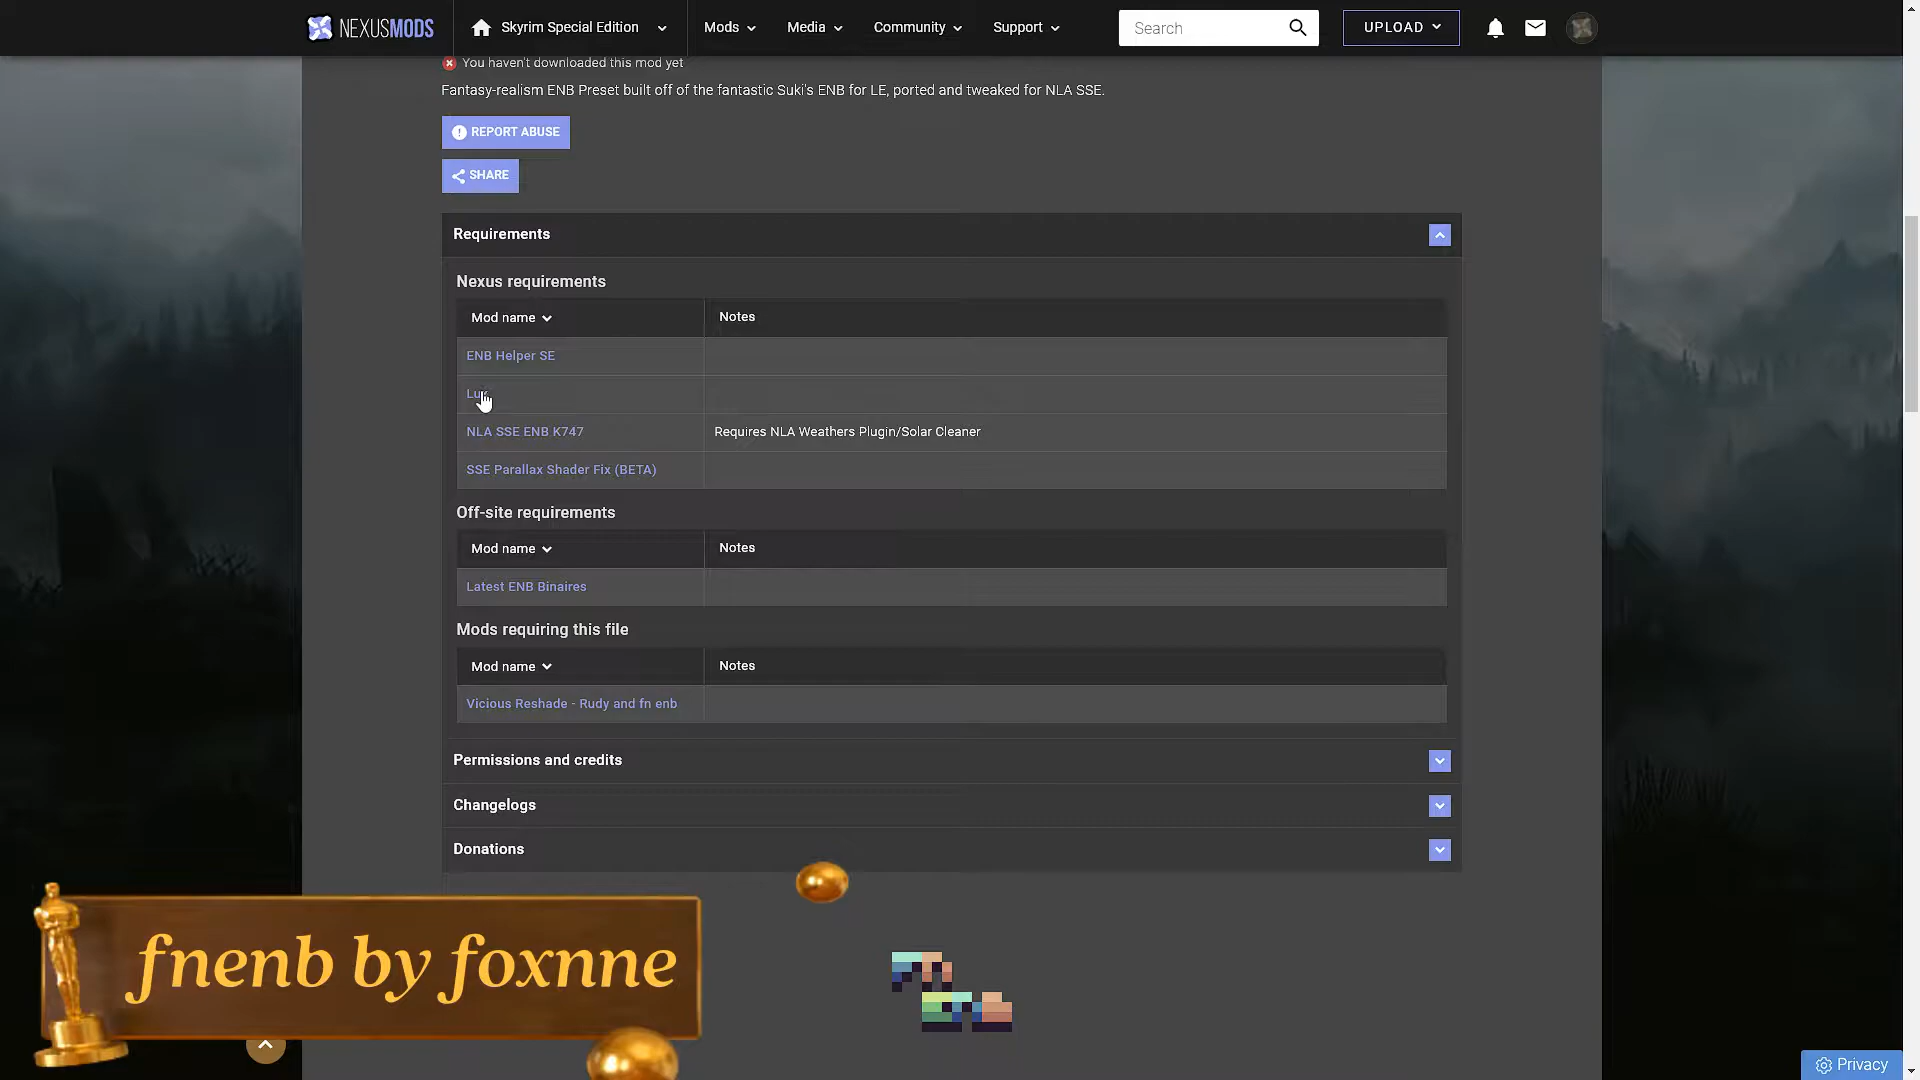 NEXUSMODS
Skyrim Special Edition
Mods
Media
Community
Support
Search
UPLOAD
You haven't downloaded this mod yet
Fantasy-realism ENB Preset built off of the fantastic Suki's ENB for LE, ported and tweaked for NLA SSE.
REPORT ABUSE
SHARE
Requirements
Nexus requirements
Mod name
Notes
ENB Helper SE
NLA SSE ENB K747
Requires NLA Weathers Plugin/Solar Cleaner
SSE Parallax Shader Fix (BETA)
Off-site requirements
Mod name
Notes
Latest ENB Binaires
Mods requiring this file
Mod name
Notes
Vicious Reshade - Rudy and fn enb
Permissions and credits
Changelogs
Donations
fnenb by foxnne
Privacy